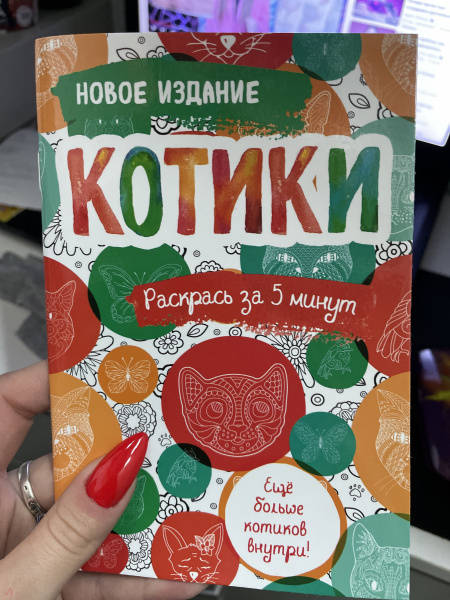 НОВОЕ ИЗДАНИЕ
КОТИКИ
Раскрась за 5 минут
Ещё
больше
котиков
внутри!